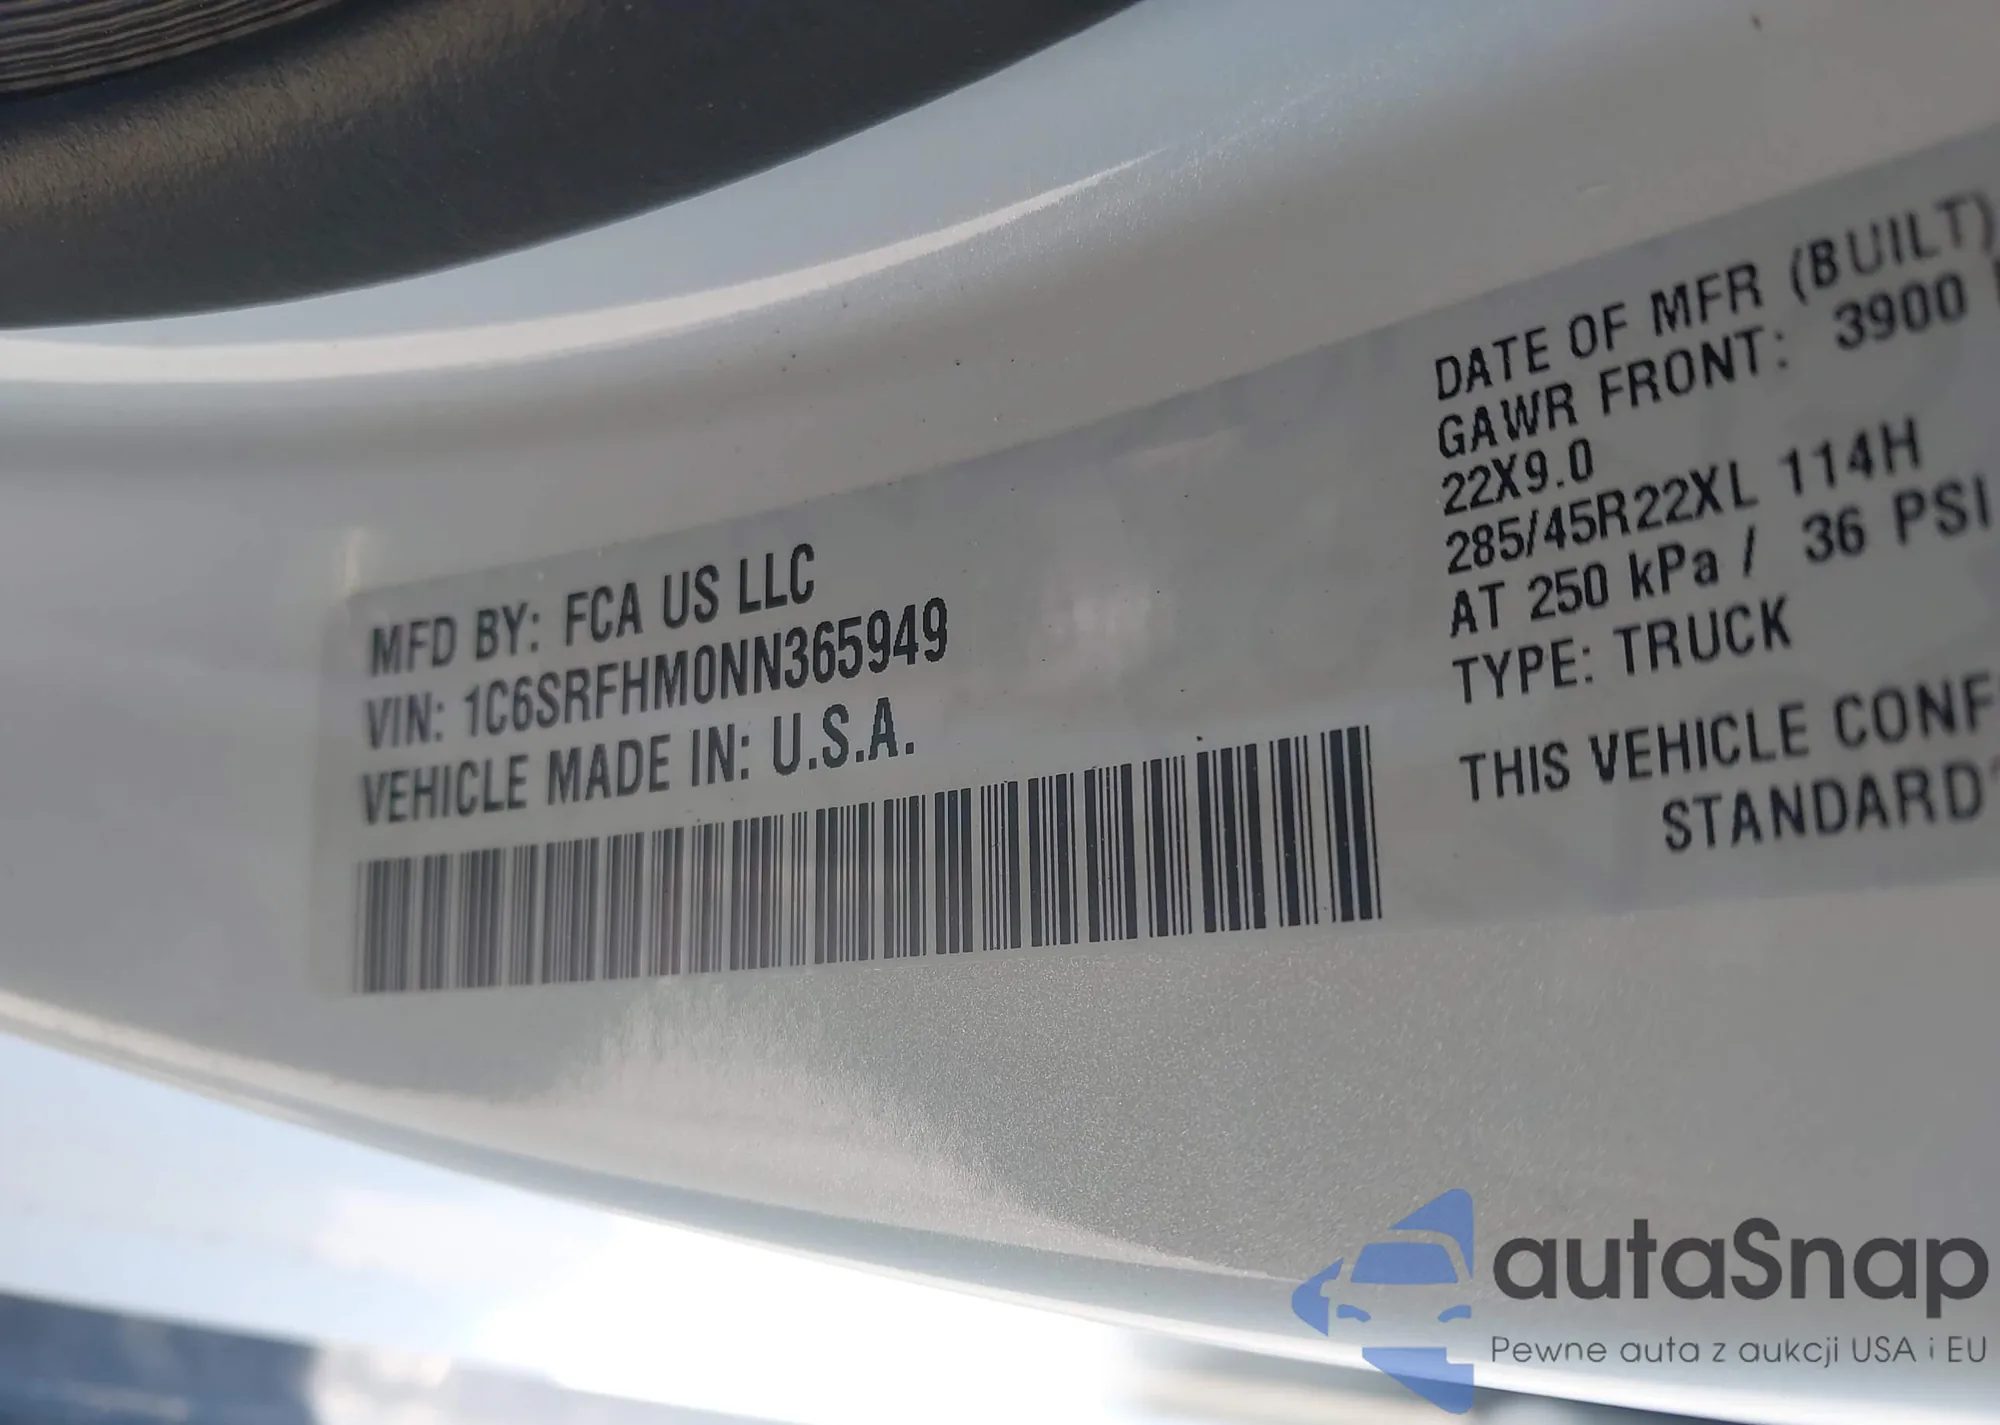 MFD BY: FCA US LLC
VIN: 1C6SRFHM0NN365949
VEHICLE MADE IN: U.S.A.
DATE OF MFR (BUILT)
GAWR FRONT: 3900
22X9.0
285/45R22XL 114H
AT 250 kPa / 36 PSI
TYPE: TRUCK
THIS VEHICLE CONF
STANDARD
autaSnap
Pewne auta z aukcji USA i EU